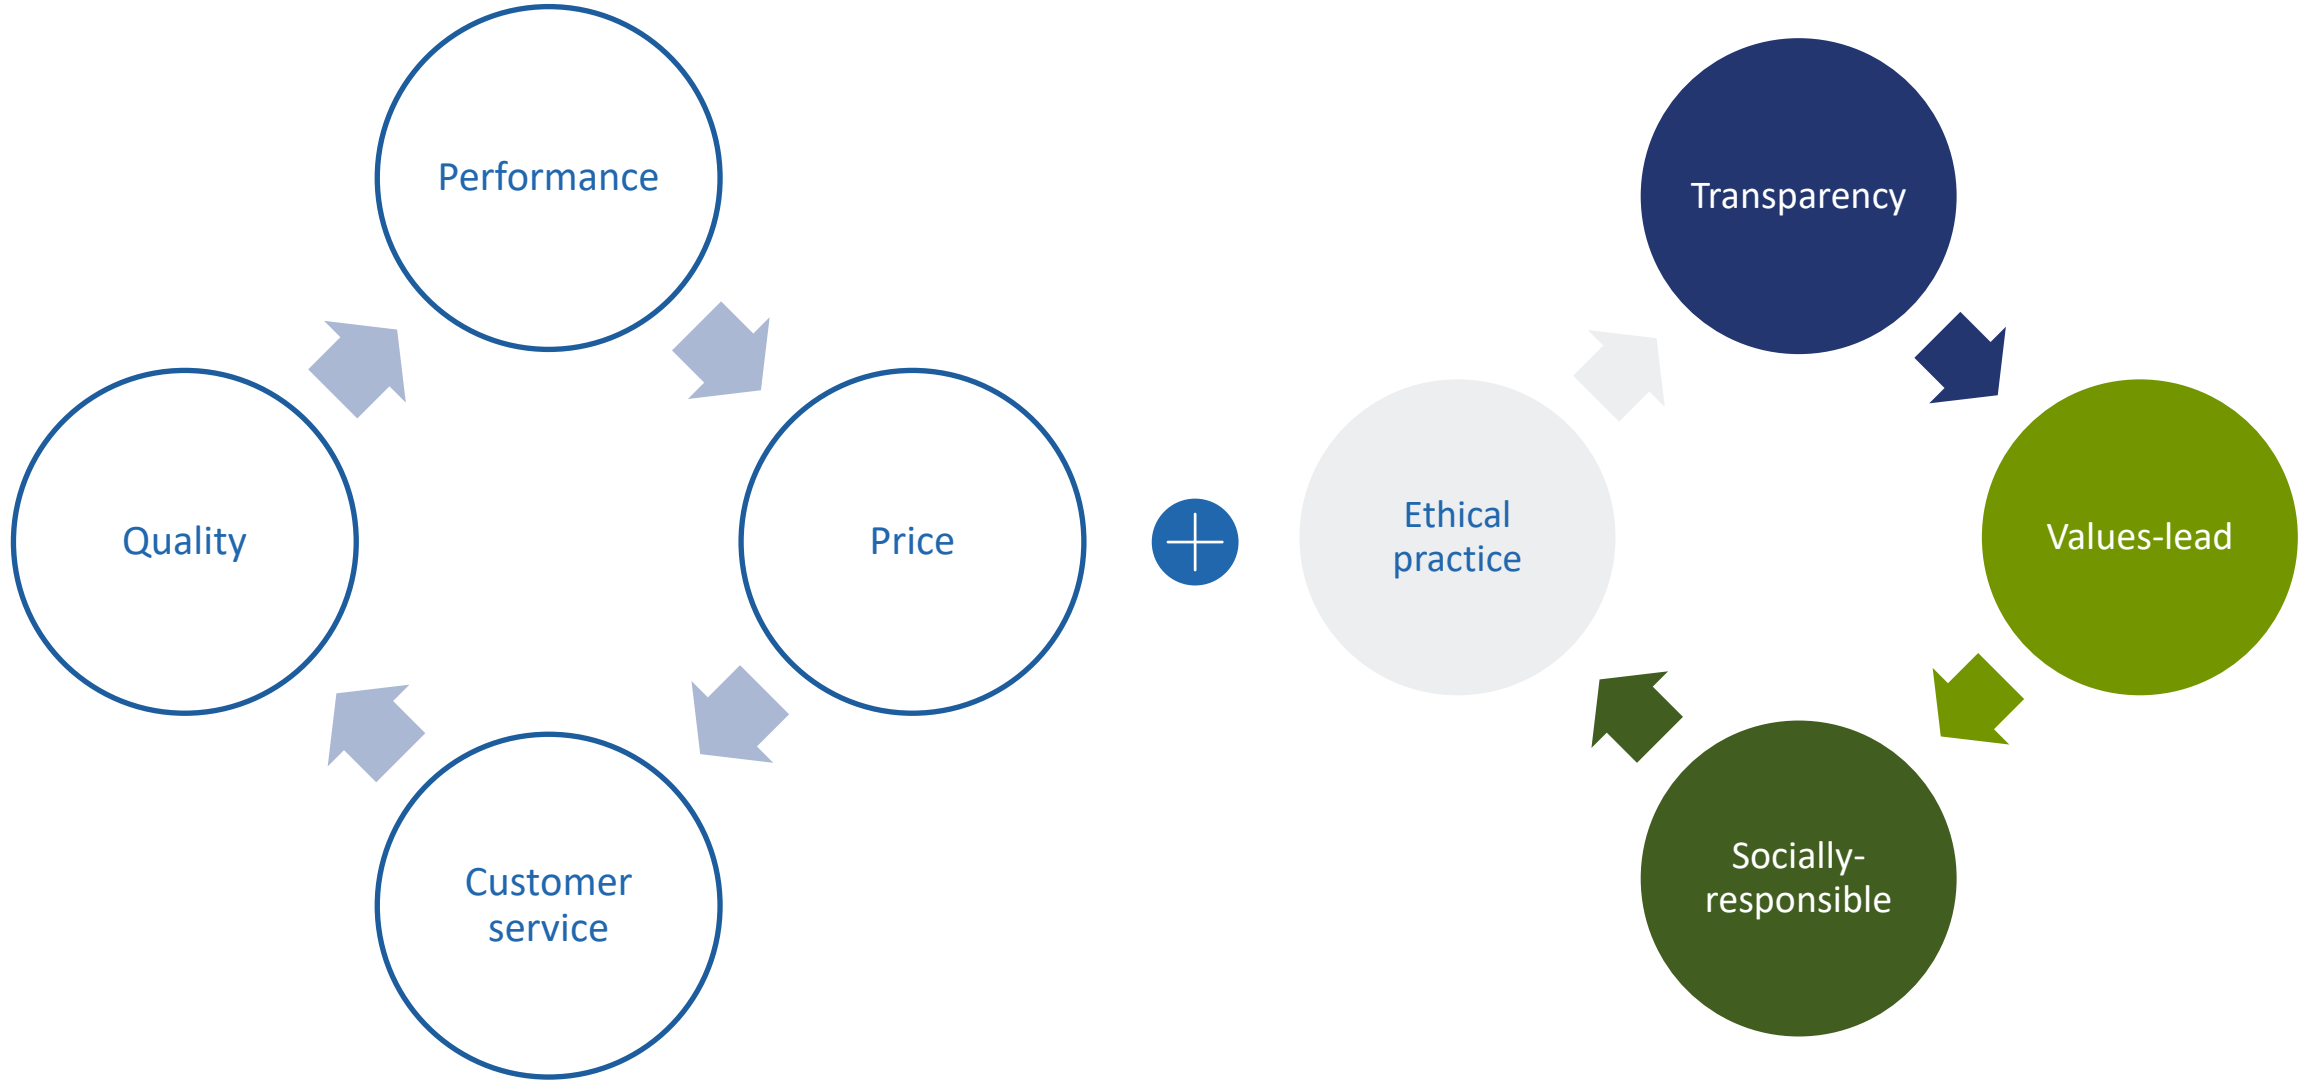 Performance
Quality
Price
Customer
service
Transparency
Ethical
practice
Values-lead
Socially-
responsible